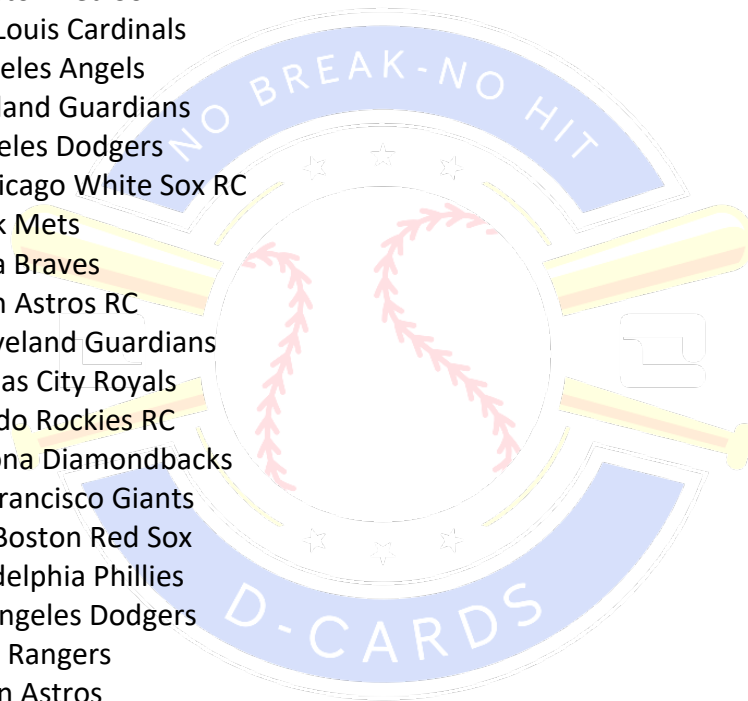 Louis Cardinals
eles Angels
land Guardians
eles Dodgers
icago White Sox RC
k Mets
a Braves
n Astros RC
veland Guardians
as City Royals
do Rockies RC
ona Diamondbacks
rancisco Giants
Boston Red Sox
delphia Phillies
ngeles Dodgers
Rangers
n Astros
NO BREAK-NO HIT
D-CARDS